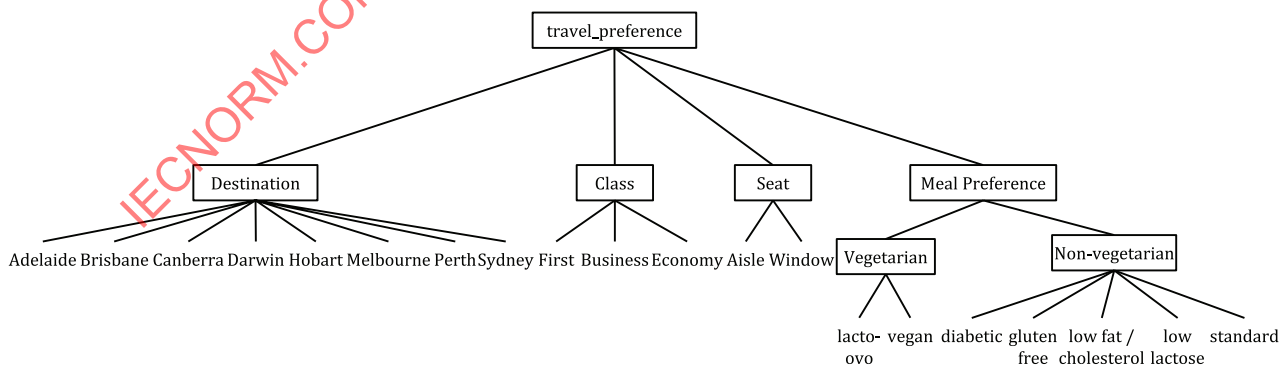 travel_preference
IECNORM.CO
Destination
Class
Seat
Meal Preference
Adelaide Brisbane Canberra Darwin Hobart Melbourne Perth Sydney First Business Economy Aisle Window
Vegetarian
Non-vegetarian
lacto- vegan diabetic gluten low fat / low standard
ovo free cholesterol lactose